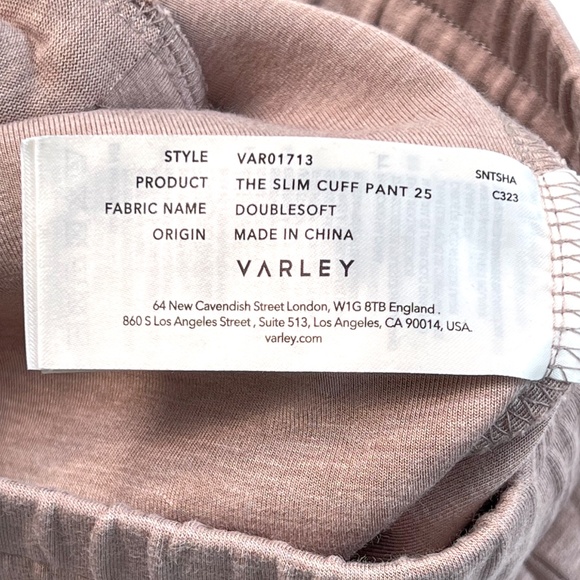 STYLE VAR01713
PRODUCT THE SLIM CUFF PANT 25
FABRIC NAME DOUBLESOFT
ORIGIN MADE IN CHINA
SNTSHA
C323
VARLEY
64 New Cavendish Street London, W1G 8TB England .
860 S Los Angeles Street , Suite 513, Los Angeles, CA 90014, USA.
varley.com